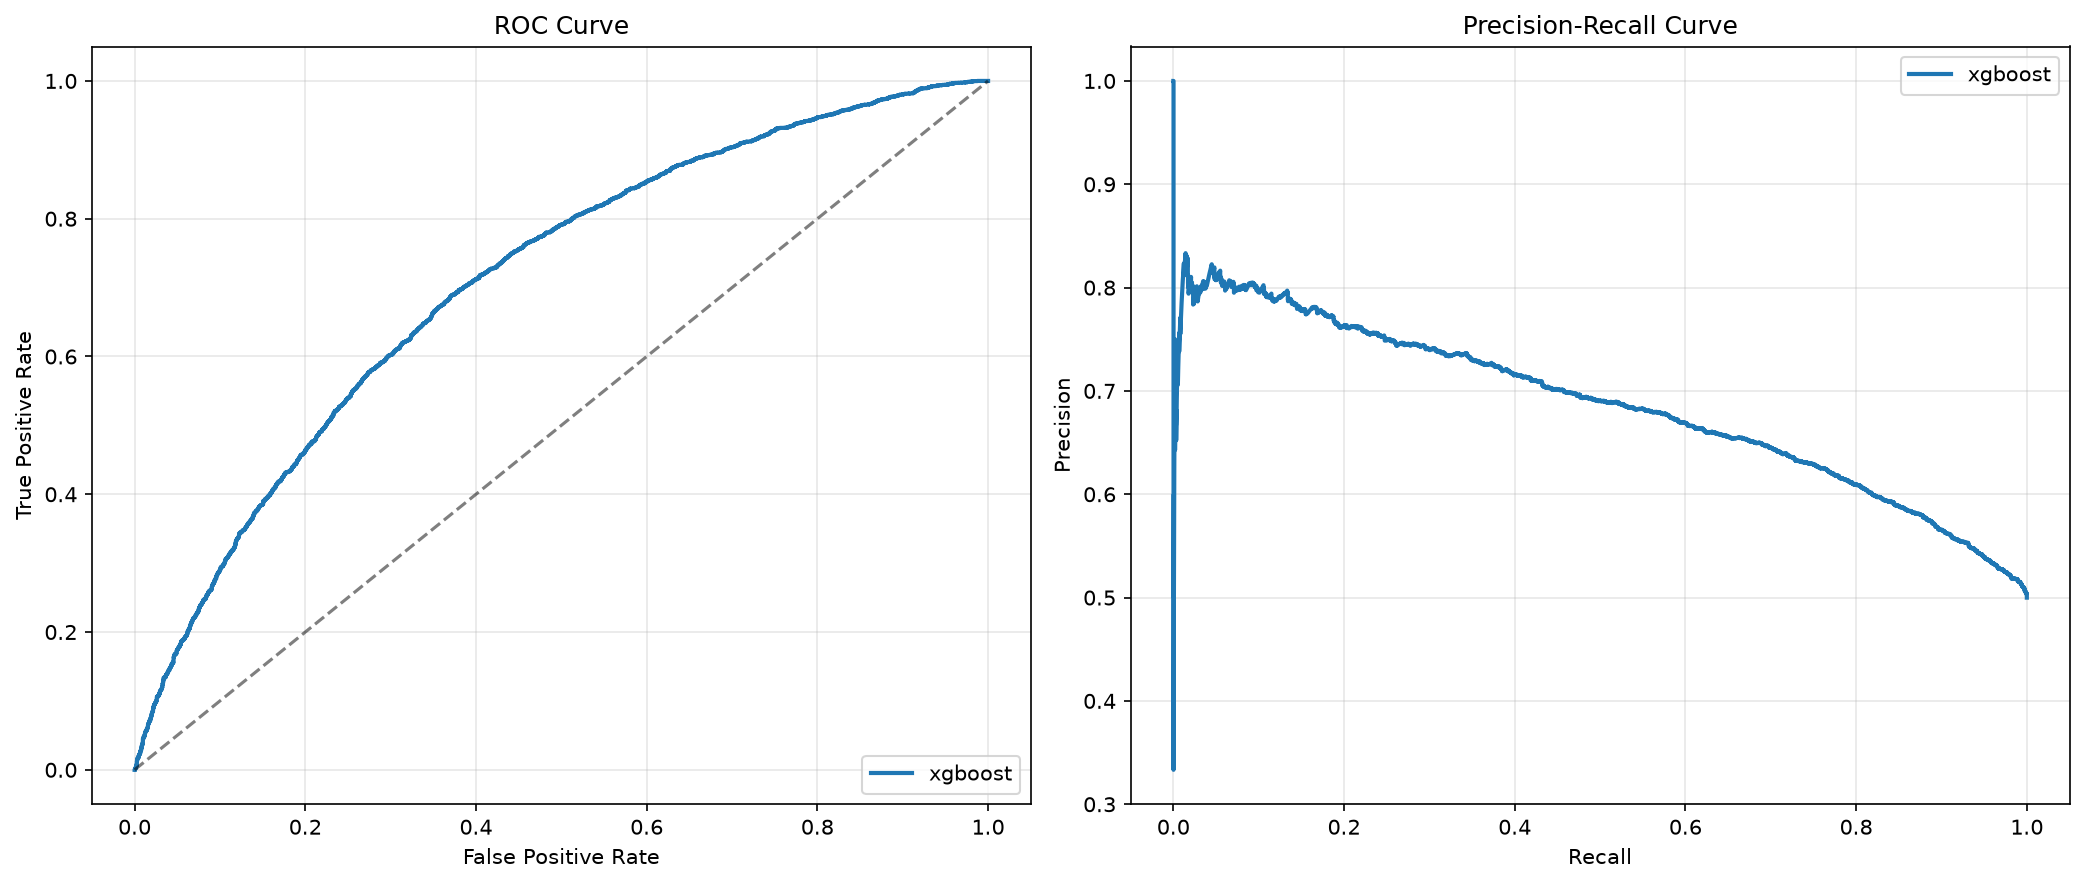 ROC Curve
True Positive Rate
1.0
0.8
0.6
0.4
0.2
0.0
xgboost
0.0 0.2 0.4 0.6 0.8 1.0
False Positive Rate
Precision-Recall Curve
Precision
1.0
0.9
0.8
0.7
0.6
0.5
0.4
0.3
xgboost
0.0 0.2 0.4 0.6 0.8 1.0
Recall